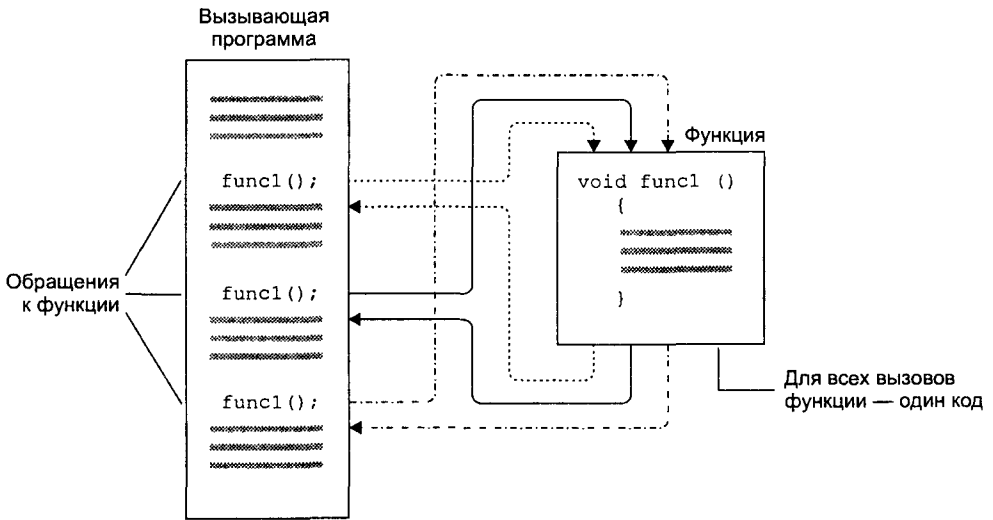 Вызывающая
программа
Функция
func1();
void func1 ()
{
Обращения
к функции
func1();
}
Для всех вызовов
функции — один код
func1();